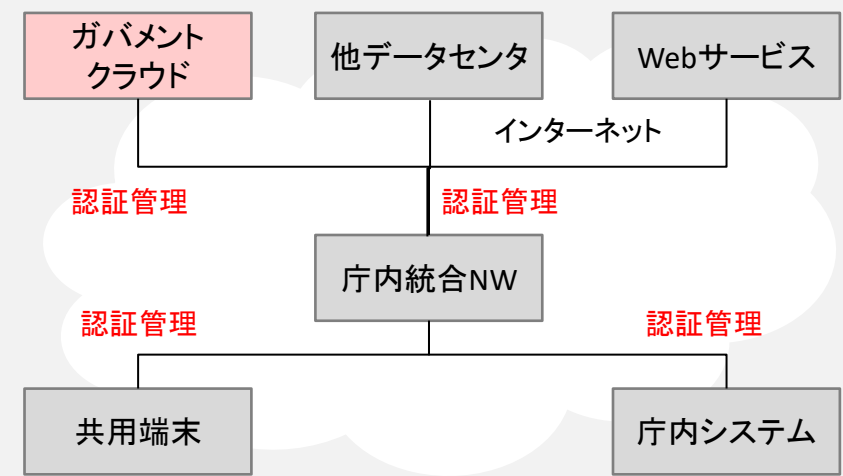 ガバメント
クラウド
他データセンタ
Webサービス
インターネット
認証管理
認証管理
庁内統合NW
認証管理
認証管理
共用端末
庁内システム